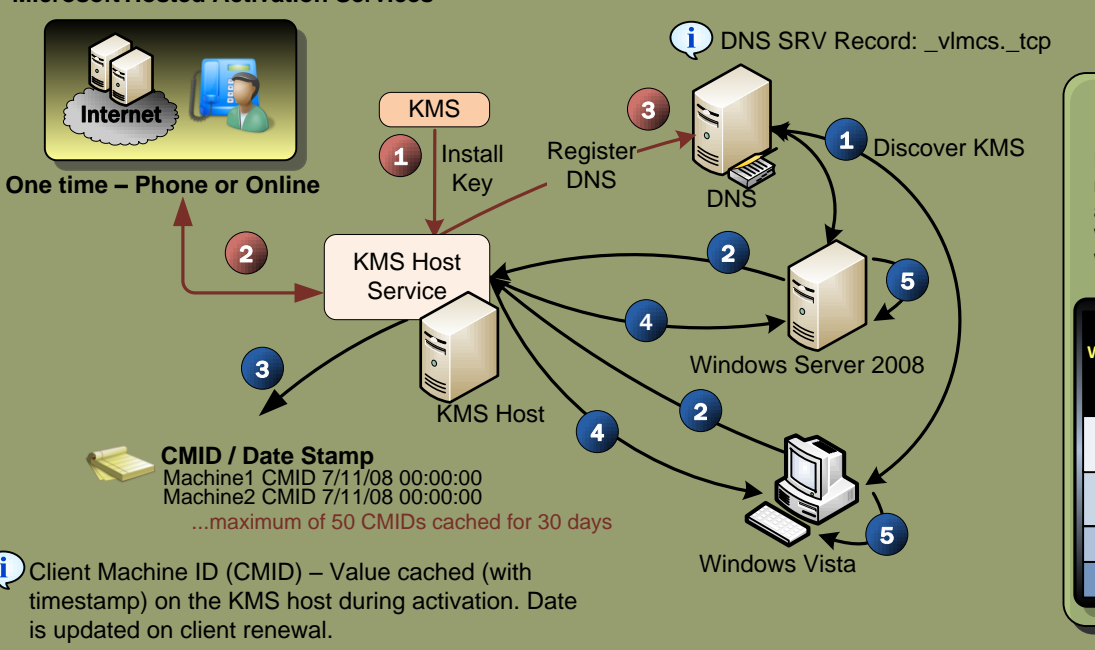 Microsoft Hosted Activation Services
DNS SRV Record: _vlmcs._tcp
Internet
One time – Phone or Online
KMS
1
Install
Key
3
Register
DNS
DNS
1
Discover KMS
2
KMS Host
Service
2
5
4
Windows Server 2008
3
KMS Host
2
4
CMID / Date Stamp
Machine1 CMID 7/11/08 00:00:00
Machine2 CMID 7/11/08 00:00:00
...maximum of 50 CMIDs cached for 30 days
5
Windows Vista
i
i
Client Machine ID (CMID) – Value cached (with
timestamp) on the KMS host during activation. Date
is updated on client renewal.